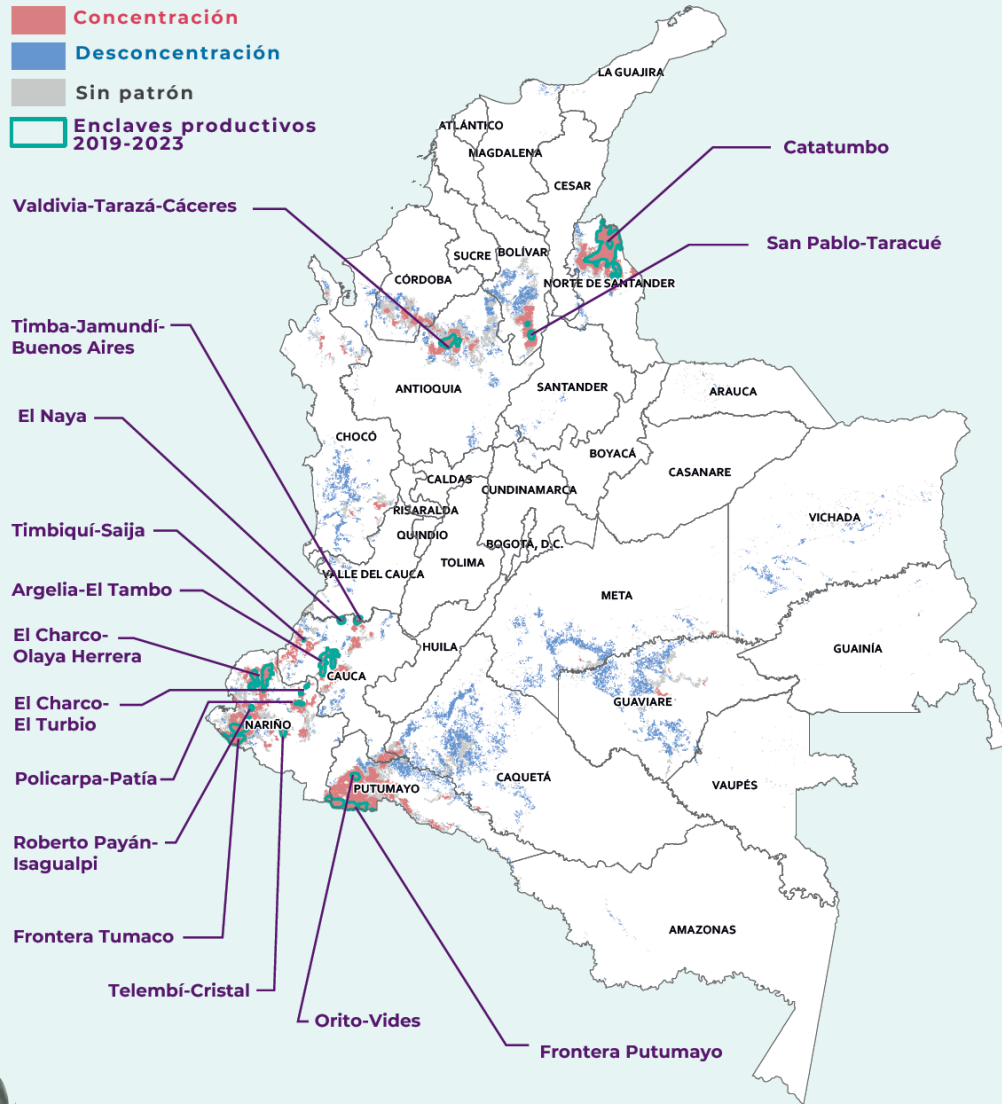 Concentración
Desconcentración
Sin patrón
Enclaves productivos
2019-2023
LA GUAJIRA
ATLÁNTICO
MAGDALENA
CESAR
Catatumbo
Valdivia-Tarazá-Cáceres
San Pablo-Taracué
SUCRE
BOLÍVAR
CÓRDOBA
NORTE DE SANTANDER
Timba-Jamundí-
Buenos Aires
ANTIOQUIA
SANTANDER
ARAUCA
El Naya
CHOCÓ
BOYACÁ
CASANARE
CALDAS
CUNDINAMARCA
RISARALDA
VICHADA
Timbiquí-Saija
QUINDIO
BOGOTÁ, D.C.
TOLIMA
VALLE DEL CAUCA
Argelia-El Tambo
META
El Charco-
Olaya Herrera
HUILA
GUAINÍA
CAUCA
El Charco-
El Turbio
GUAVIARE
NARIÑO
Policarpa-Patía
CAQUETÁ
VAUPÉS
PUTUMAYO
Roberto Payán-
Isagualpi
Frontera Tumaco
AMAZONAS
Telembí-Cristal
Orito-Vides
Frontera Putumayo